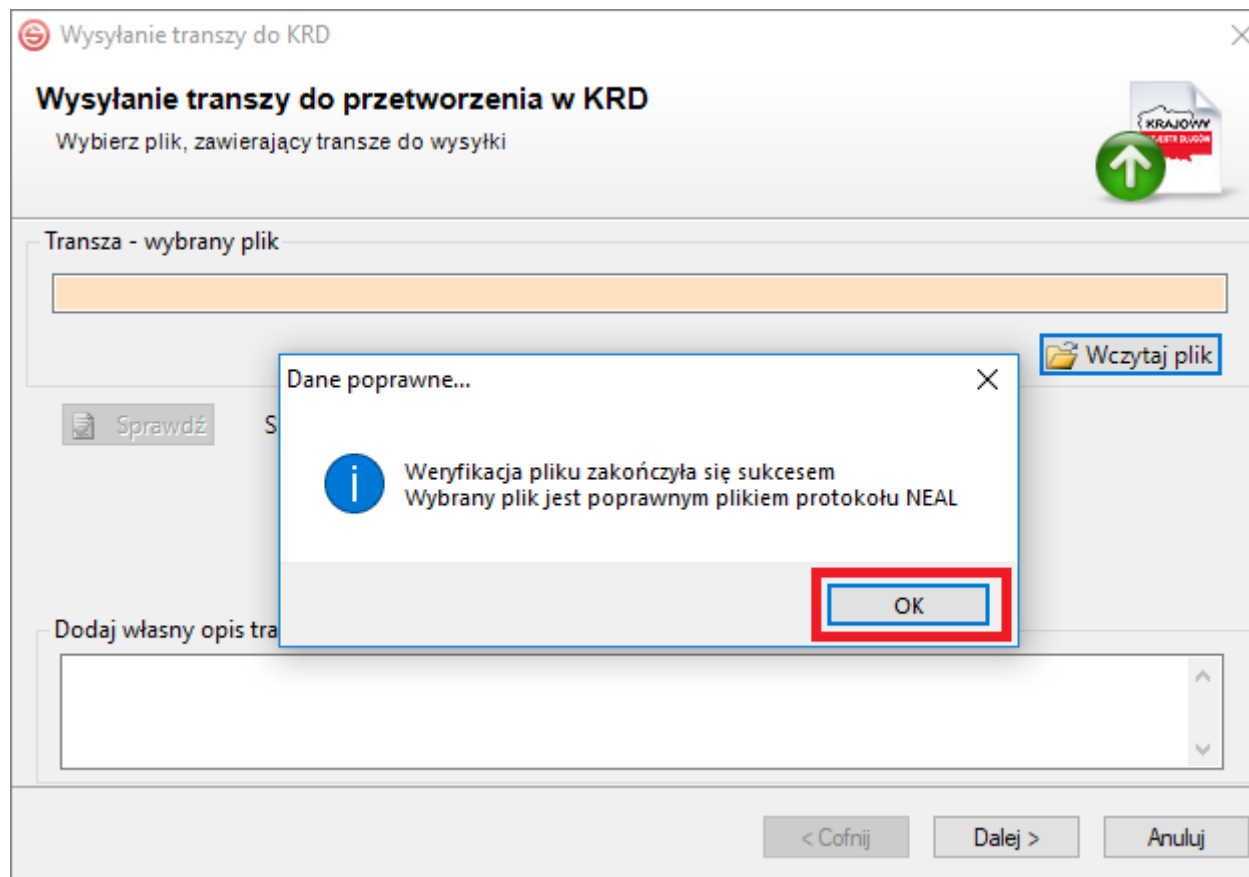 Wysyłanie transzy do KRD
Wysyłanie transzy do przetworzenia w KRD
Wybierz plik, zawierający transze do wysyłki
KRAJOWY
Transza - wybrany plik
Wczytaj plik
Dane poprawne...
Sprawdź
S
Weryfikacja pliku zakończyła się sukcesem
Wybrany plik jest poprawnym plikiem protokołu NEAL
OK
Dodaj własny opis tra
< Cofnij
Dalej >
Anuluj